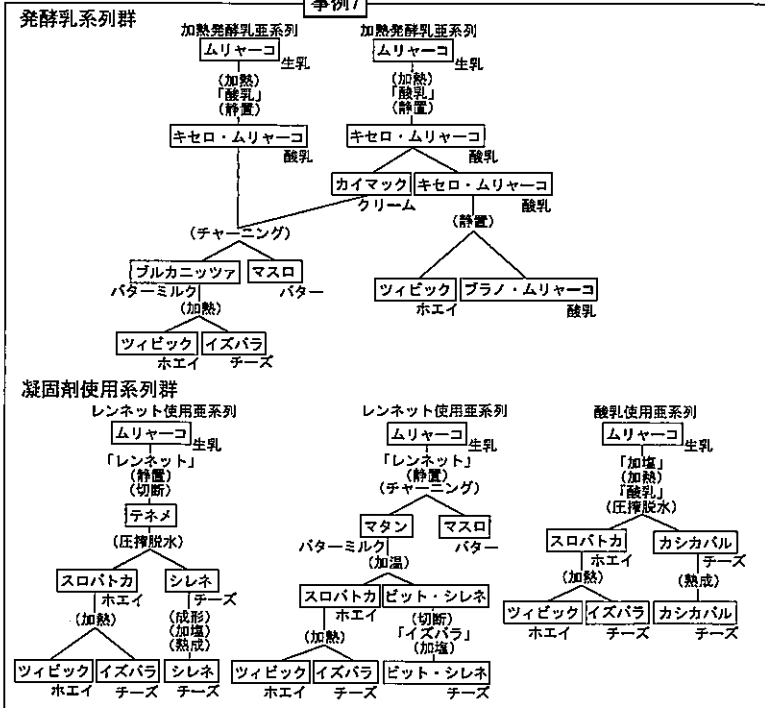 事例7
発酵乳系列群
加熱発酵乳亜系列 加熱発酵乳亜系列
ムリャーコ 生乳 ムリャーコ 生乳
(加熱) (加熱)
「酸乳」 「酸乳」
(静置) (静置)
キセロ・ムリャーコ キセロ・ムリャーコ
酸乳 酸乳
カイマック キセロ・ムリャーコ
クリーム 酸乳
(チャーニング) (静置)
ブルカニッツァ マスロ ツィビック プラノ・ムリャーコ
バターミルク バター ホエイ 酸乳
(加熱)
ツィビック イズバラ
ホエイ チーズ
凝固剤使用系列群
レンネット使用亜系列 レンネット使用亜系列 酸乳使用亜系列
ムリャーコ 生乳 ムリャーコ 生乳 ムリャーコ 生乳
「レンネット」 「レンネット」 「加塩」
(静置) (静置) (加熱)
(切断) (チャーニング) 「酸乳」
テネメ (圧搾脱水)
(圧搾脱水) マタン マスロ スロバトカ カシカバル
バターミルク バター ホエイ チーズ
(加温) (加熱) (熟成)
スロバトカ シレネ スロバトカ ビット・シレネ ツィビック イズバラ カシカバル
ホエイ チーズ ホエイ ホエイ チーズ チーズ
(加熱) (成形) (加熱) (切断)
(加塩) 「イズバラ」
(熟成) (加塩)
ツィビック イズバラ シレネ ツィビック イズバラ ビット・シレネ
ホエイ チーズ チーズ ホエイ チーズ チーズ